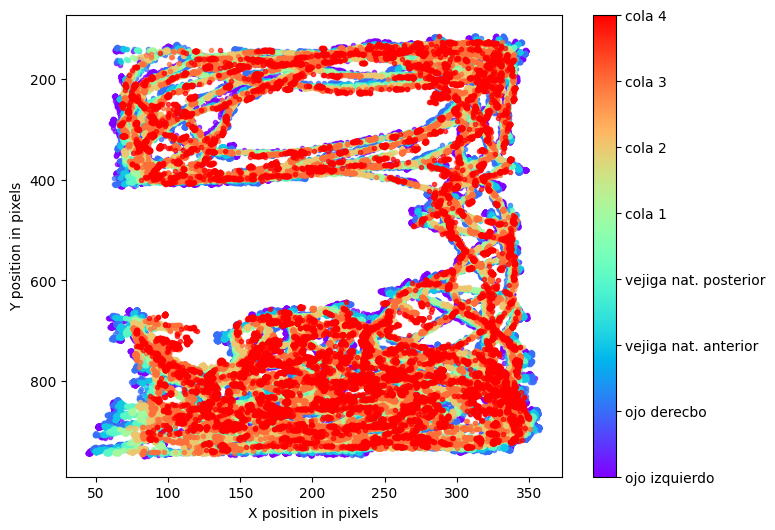 Y position in pixels
200
400
600
800
50
100
150
200
250
300
350
X position in pixels
cola 4
cola 3
cola 2
cola 1
vejiga nat. posterior
vejiga nat. anterior
ojo derecbo
ojo izquierdo